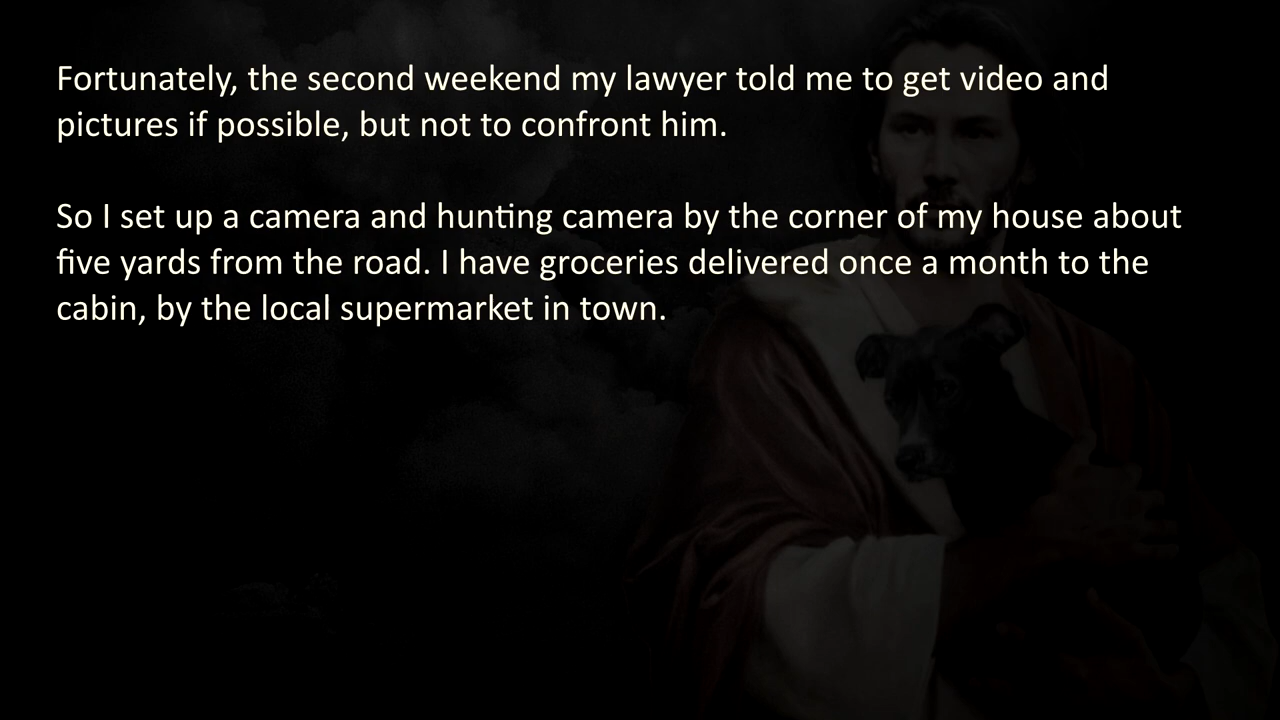 Fortunately, the second weekend my lawyer told me to get video and
pictures if possible, but not to confront him.
So I set up a camera and hunting camera by the corner of my house about
five yards from the road. I have groceries delivered once a month to the
cabin, by the local supermarket in town.